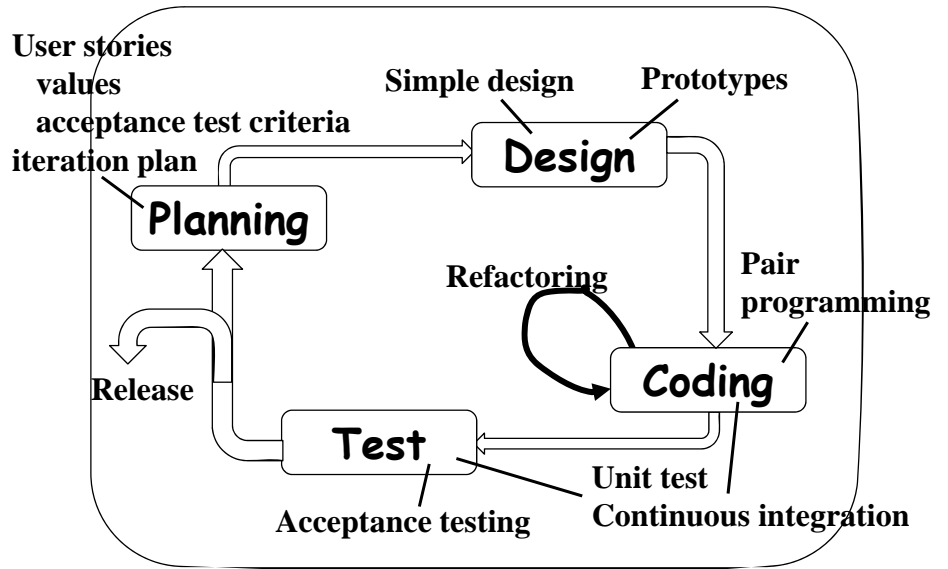 User stories
values
acceptance test criteria
iteration plan
Planning
Simple design
Prototypes
Design
Refactoring
Pair
programming
Coding
Release
Test
Unit test
Continuous integration
Acceptance testing